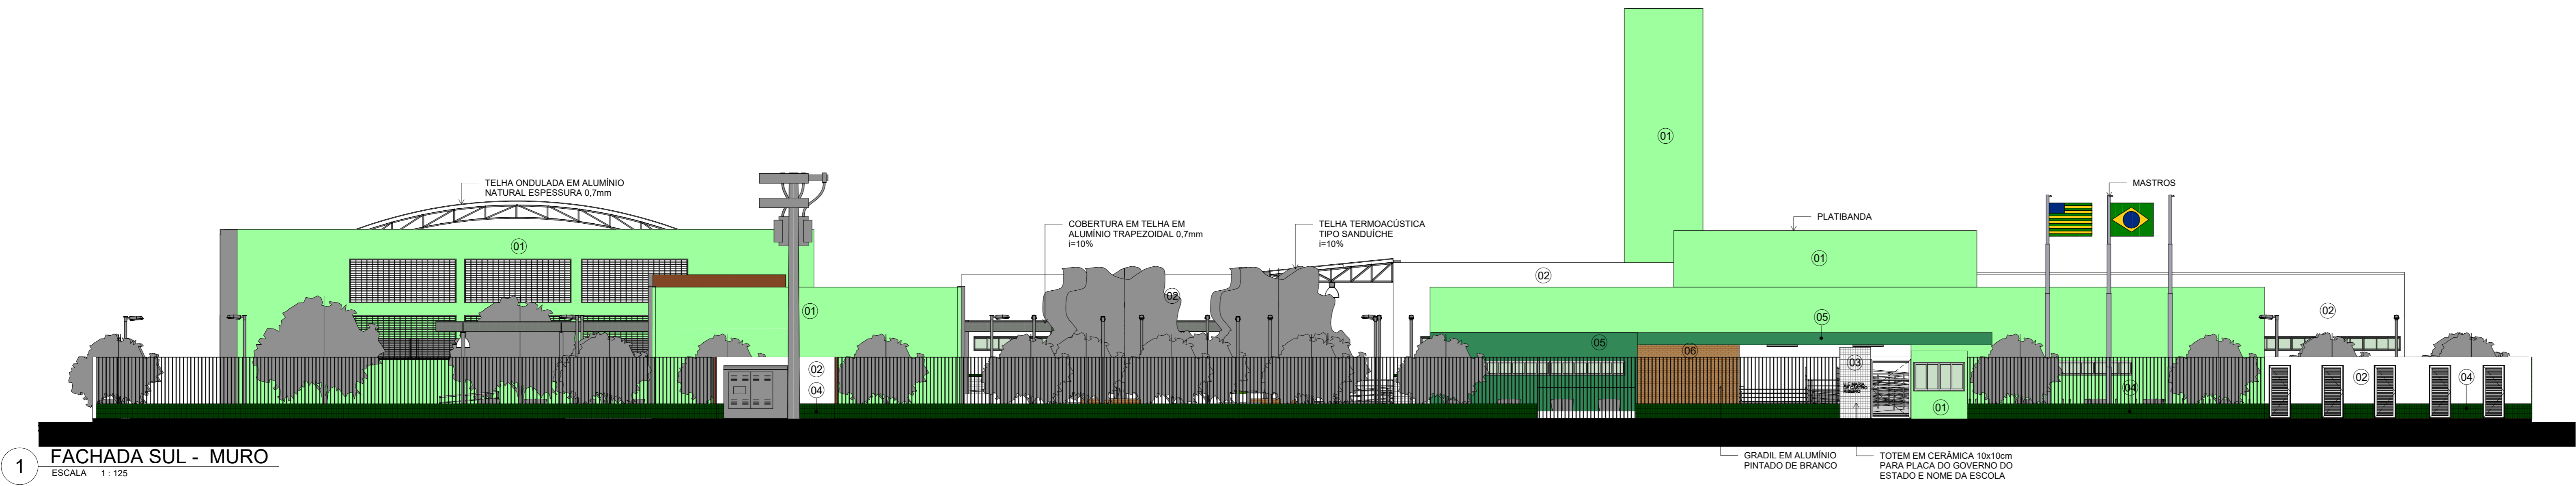 01
01
TELHA ONDULADA EM ALUMÍNIO
NATURAL ESPESSURA 0,7mm
MASTROS
PLATIBANDA
COBERTURA EM TELHA EM
ALUMÍNIO TRAPEZOIDAL 0,7mm
i=10%
TELHA TERMOACÚSTICA
TIPO SANDUÍCHE
i=10%
01
02
02
01
02
05
05
06
03
02
04
01
04
02
04
GRADIL EM ALUMÍNIO
PINTADO DE BRANCO
TOTEM EM CERÂMICA 10x10cm
PARA PLACA DO GOVERNO DO
ESTADO E NOME DA ESCOLA
1
FACHADA SUL - MURO
ESCALA 1 : 125